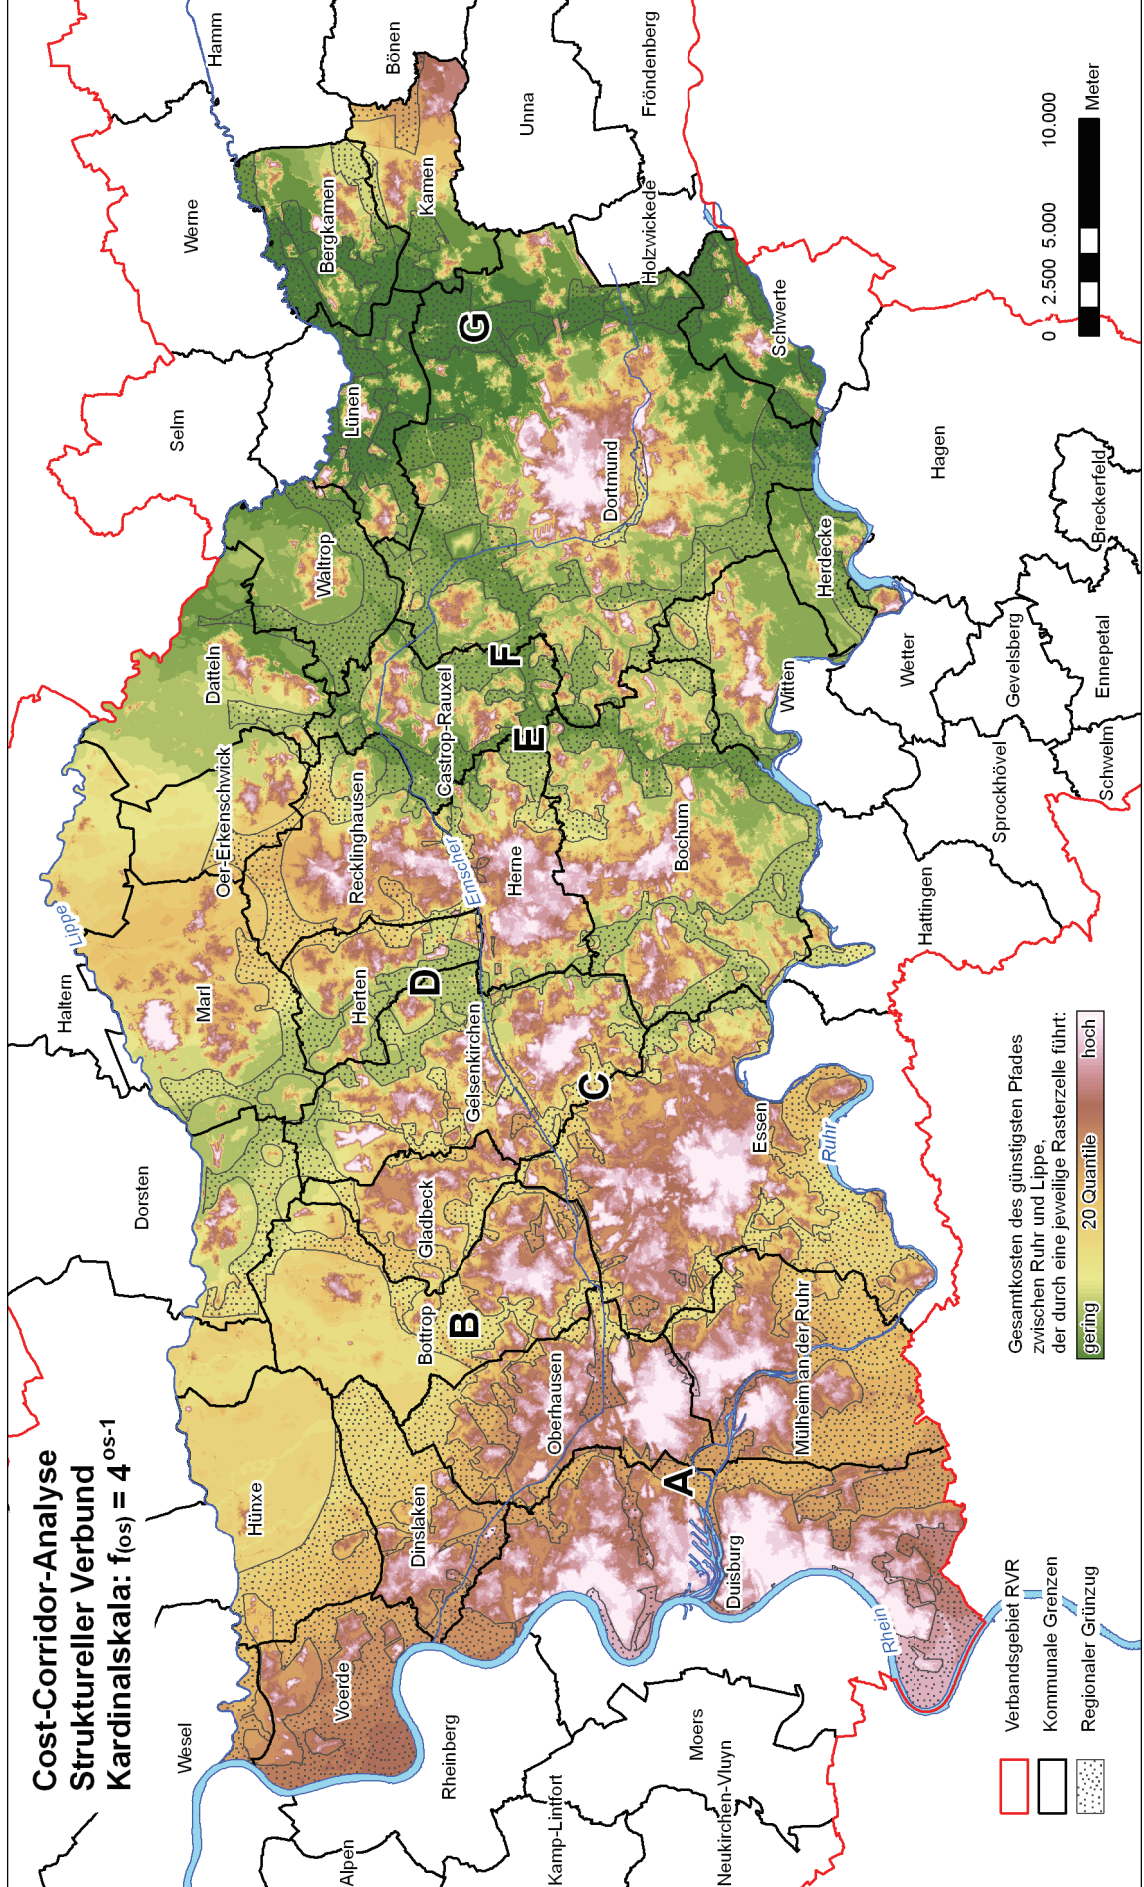 Cost-Corridor-Analyse
Struktureller Verbund
Kardinalskala: f(os) = 4^OS-1
Wesel
Hünxe
Dorsten
Haltern
Lippe
Marl
Oer-Erkenschwick
Datteln
Waltrop
Selm
Lünen
Werne
Bergkamen
Hamm
Bönen
Kamen
Unna
Fröndenberg
Holzwickede
Voerde
Dinslaken
Bottrop
Gladbeck
Gelsenkirchen
Herten
Recklinghausen
Castrop-Rauxel
Emscher
Herne
Alpen
Rheinberg
Kamp-Lintfort
Moers
Neukirchen-Vluyn
Oberhausen
Duisburg
Mülheim an der Ruhr
Essen
Ruhr
Bochum
Dortmund
Witten
Herdecke
Schwerte
Hagen
Hattingen
Sprockhövel
Wetter
Gevelsberg
Ennepetal
Schwelm
Breckerfeld
Rhein
A
B
C
D
E
F
G
Verbandsgebiet RVR
Kommunale Grenzen
Regionaler Grünzug
Gesamtkosten des günstigsten Pfades
zwischen Ruhr und Lippe,
der durch eine jeweilige Rasterzelle führt:
gering 20 Quantile hoch
0 2.500 5.000 10.000
Meter